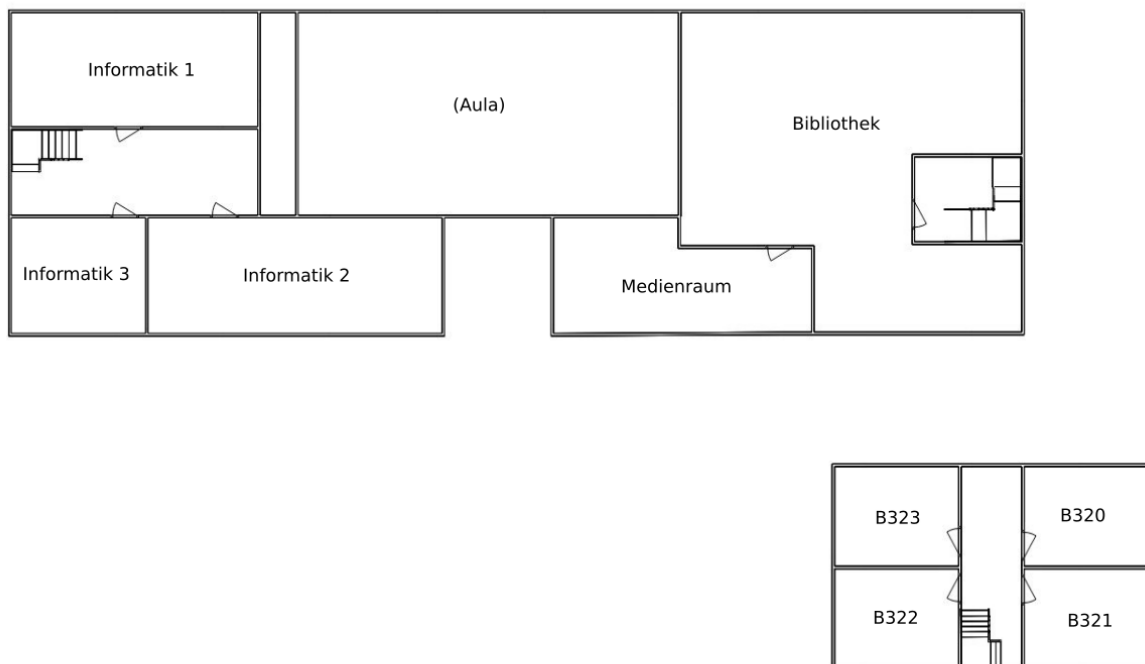 Informatik 1
(Aula)
Bibliothek
Informatik 3
Informatik 2
Medienraum
B323
B320
B322
B321